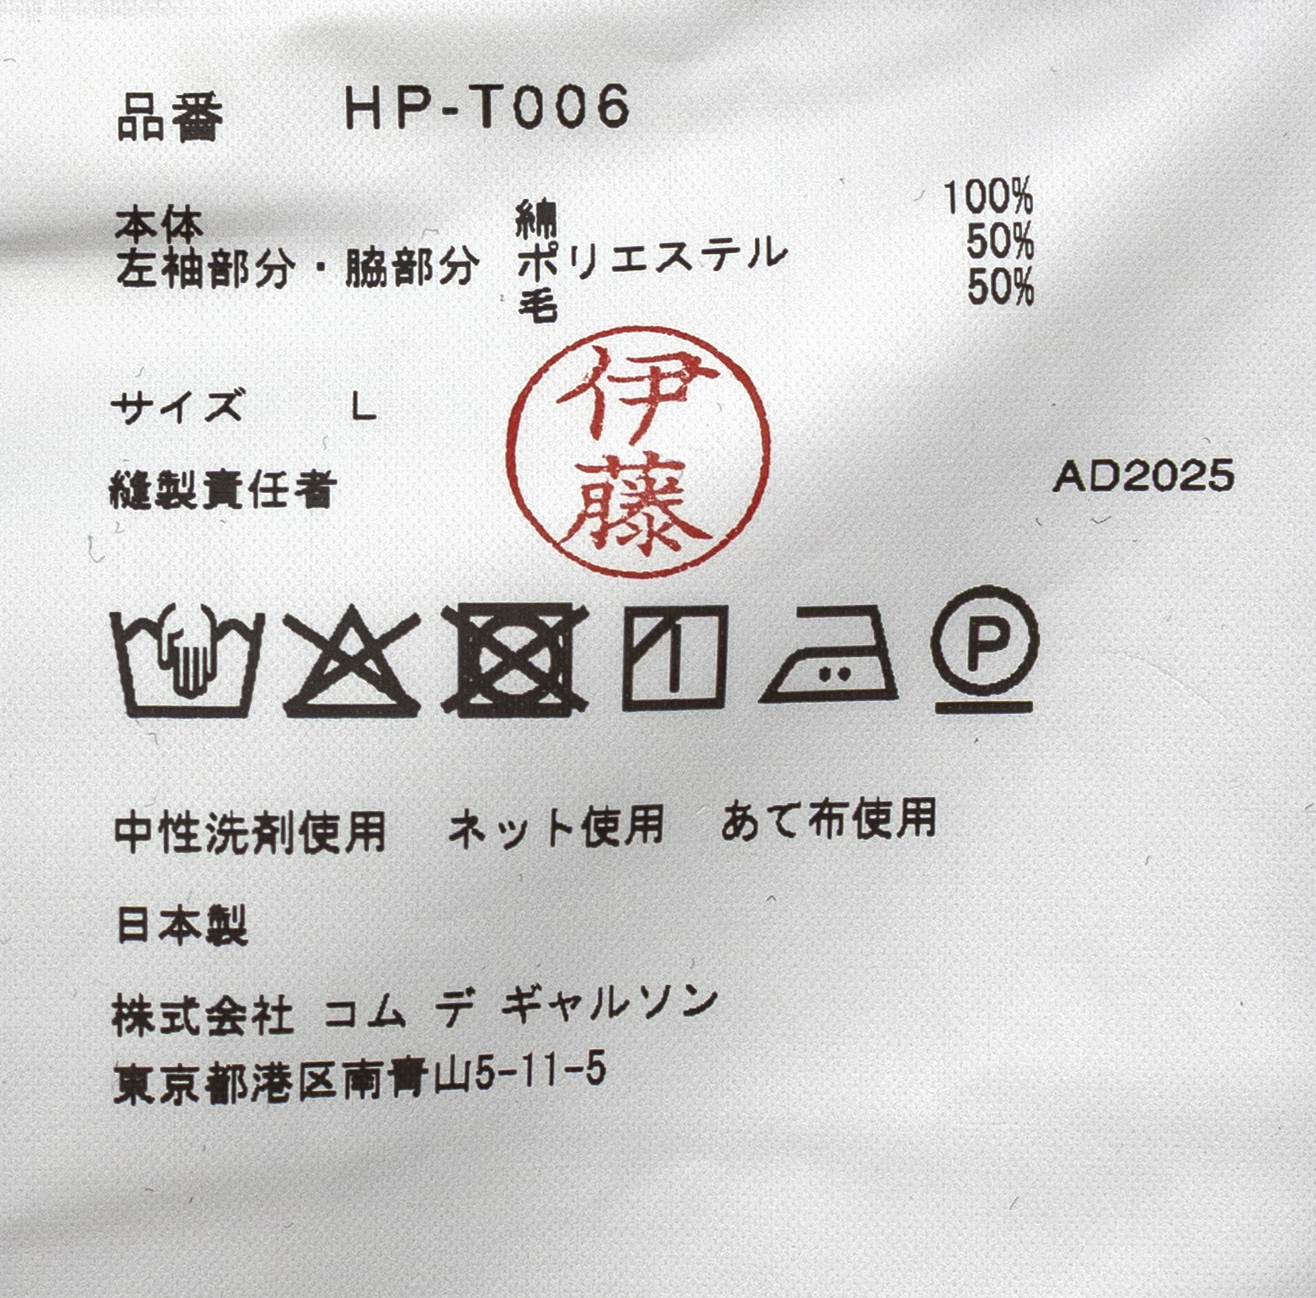 品番 HP-T006
本体 綿 100%
左袖部分・脇部分 ポリエステル 50%
毛 50%
サイズ L
伊藤
縫製責任者 AD2025
P
中性洗剤使用 ネット使用 あて布使用
日本製
株式会社 コム デ ギャルソン
東京都港区南青山5-11-5